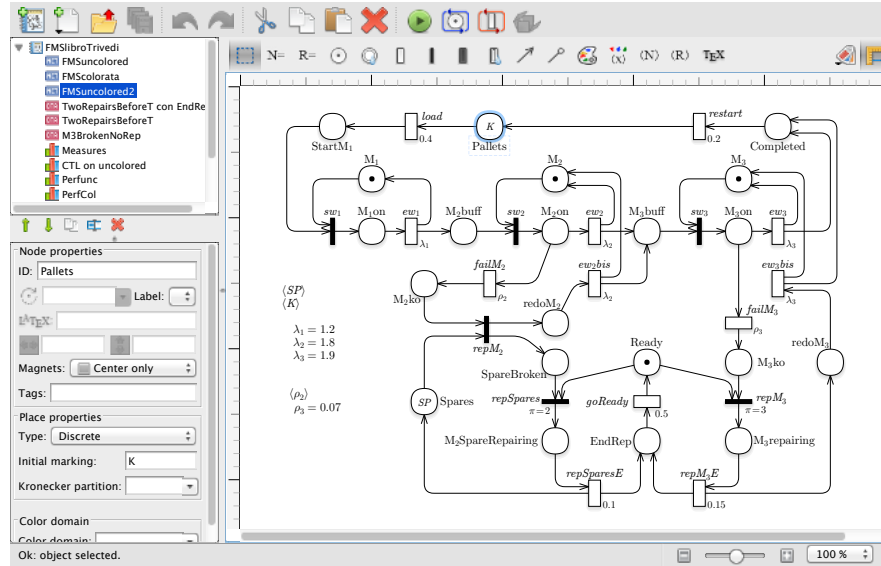 N= R= (N) (R) TEX
FMSlibroTrivedi
FMSuncolored
FMScolorata
FMSuncolored2
TwoRepairsBeforeT con EndRe
TwoRepairsBeforeT
M3BrokenNoRep
Measures
CTL on uncolored
Perfunc
PerfCol
Node properties
ID: Pallets
Label:
LATEX:
Magnets: Center only
Tags:
Place properties
Type: Discrete
Initial marking: K
Kronecker partition:
Color domain
Color domain:
load K restart
StartM₁ 0.4 Pallets 0.2 Completed
M₁ M₂ M₃
sw₁ M₁on ew₁ M₂buff sw₂ M₂on ew₂ M₃buff sw₃ M₃on ew₃
λ₁ λ₂ λ₃
failM₂ ew₂bis ew₂bis
⟨SP⟩ M₂ko ρ₂ λ₂ λ₃
⟨K⟩ redoM₂ failM₃
λ₁ = 1.2 ρ₃
λ₂ = 1.8 repM₂ Ready redoM₃
λ₃ = 1.9
SpareBroken M₃ko
⟨ρ₂⟩ SP Spares repSpares goReady repM₃
ρ₃ = 0.07 π=2 0.5 π=3
M₂SpareRepairing EndRep M₃repairing
repSparesE repM₃E
0.1 0.15
Ok: object selected. 100 %